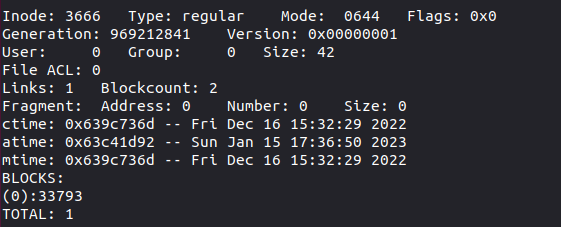 Inode: 3666   Type: regular    Mode:  0644   Flags: 0x0
Generation: 969212841    Version: 0x00000001
User:     0   Group:     0   Size: 42
File ACL: 0
Links: 1   Blockcount: 2
Fragment:  Address: 0    Number: 0    Size: 0
ctime: 0x639c736d -- Fri Dec 16 15:32:29 2022
atime: 0x63c41d92 -- Sun Jan 15 17:36:50 2023
mtime: 0x639c736d -- Fri Dec 16 15:32:29 2022
BLOCKS:
(0):33793
TOTAL: 1